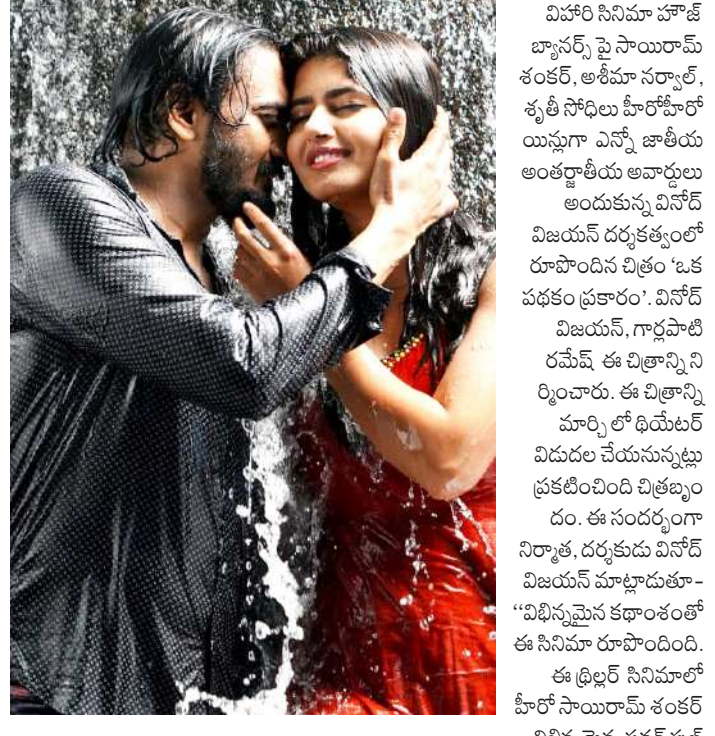 విహారి సినిమా హౌజ్
బ్యానర్స్ పై సాయిరామ్
శంకర్, అశీమా నర్వాల్,
శృతీ సోధిలు హీరోహీరో
యిన్లుగా ఎన్నో జాతీయ
అంతర్జాతీయ అవార్డులు
అందుకున్న వినోద్
విజయన్ దర్శకత్వంలో
రూపొందిన చిత్రం ‘ఒక
పథకం ప్రకారం’. వినోద్
విజయన్, గార్లపాటి
రమేష్ ఈ చిత్రాన్ని ని
ర్మించారు. ఈ చిత్రాన్ని
మార్చి లో థియేటర్
విడుదల చేయనున్నట్లు
ప్రకటించింది చిత్రబృం
దం. ఈ సందర్భంగా
నిర్మాత, దర్శకుడు వినోద్
విజయన్ మాట్లాడుతూ-
‘‘విభిన్నమైన కథాంశంతో
ఈ సినిమా రూపొందింది.
ఈ థ్రిల్లర్ సినిమాలో
హీరో సాయిరామ్ శంకర్